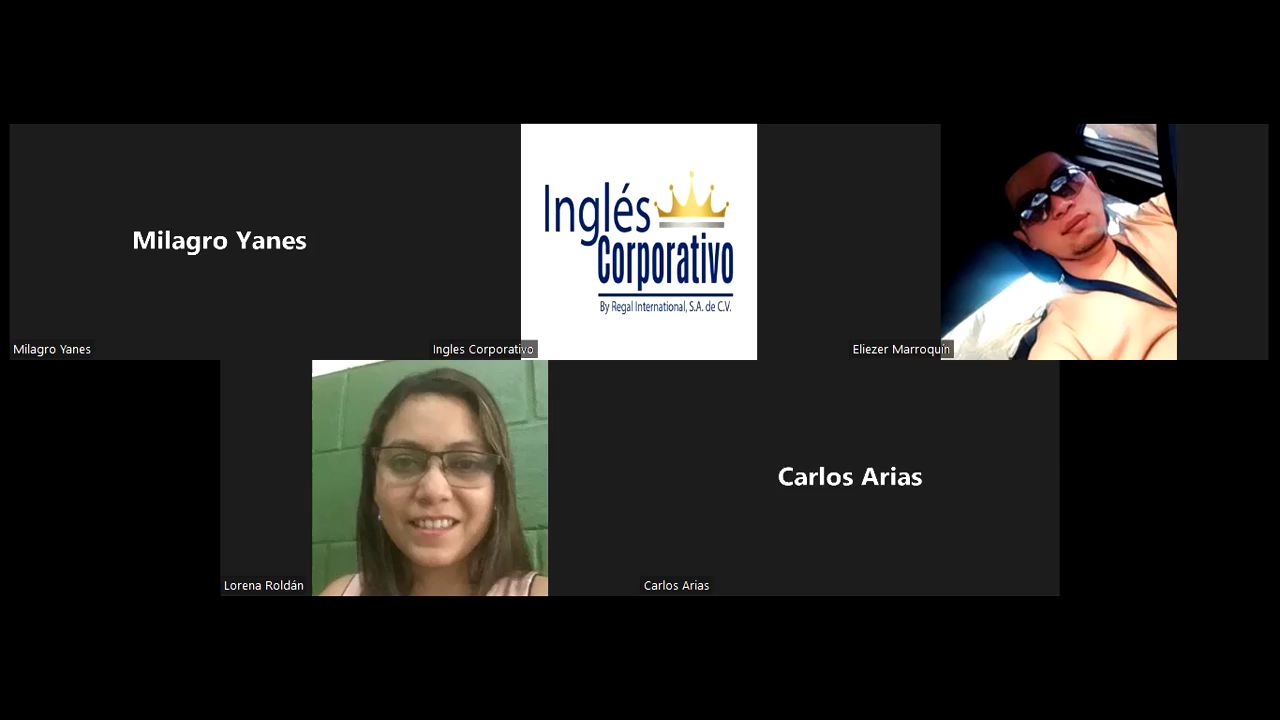 Milagro Yanes
Inglés
Corporativo
By Regal International, S.A. de C.V.
Milagro Yanes
Ingles Corporativo
Eliezer Marroquin
Carlos Arias
Lorena Roldán
Carlos Arias